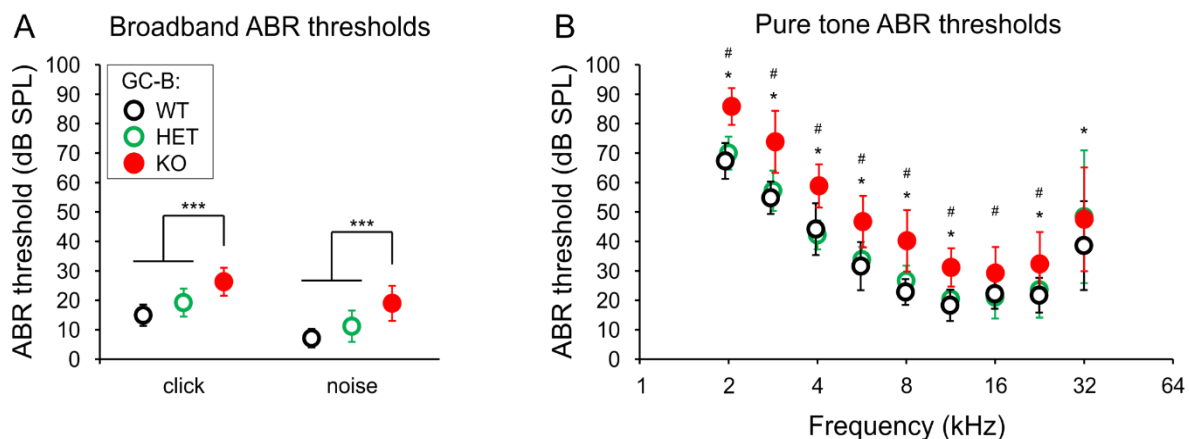 A Broadband ABR thresholds
ABR threshold (dB SPL)
100
90
80
70
60
50
40
30
20
10
0
GC-B:
WT
HET
KO
***
***
click noise
B Pure tone ABR thresholds
ABR threshold (dB SPL)
100
90
80
70
60
50
40
30
20
10
0
# # # # # # # #
* * * * * * * *
1 2 4 8 16 32 64
Frequency (kHz)